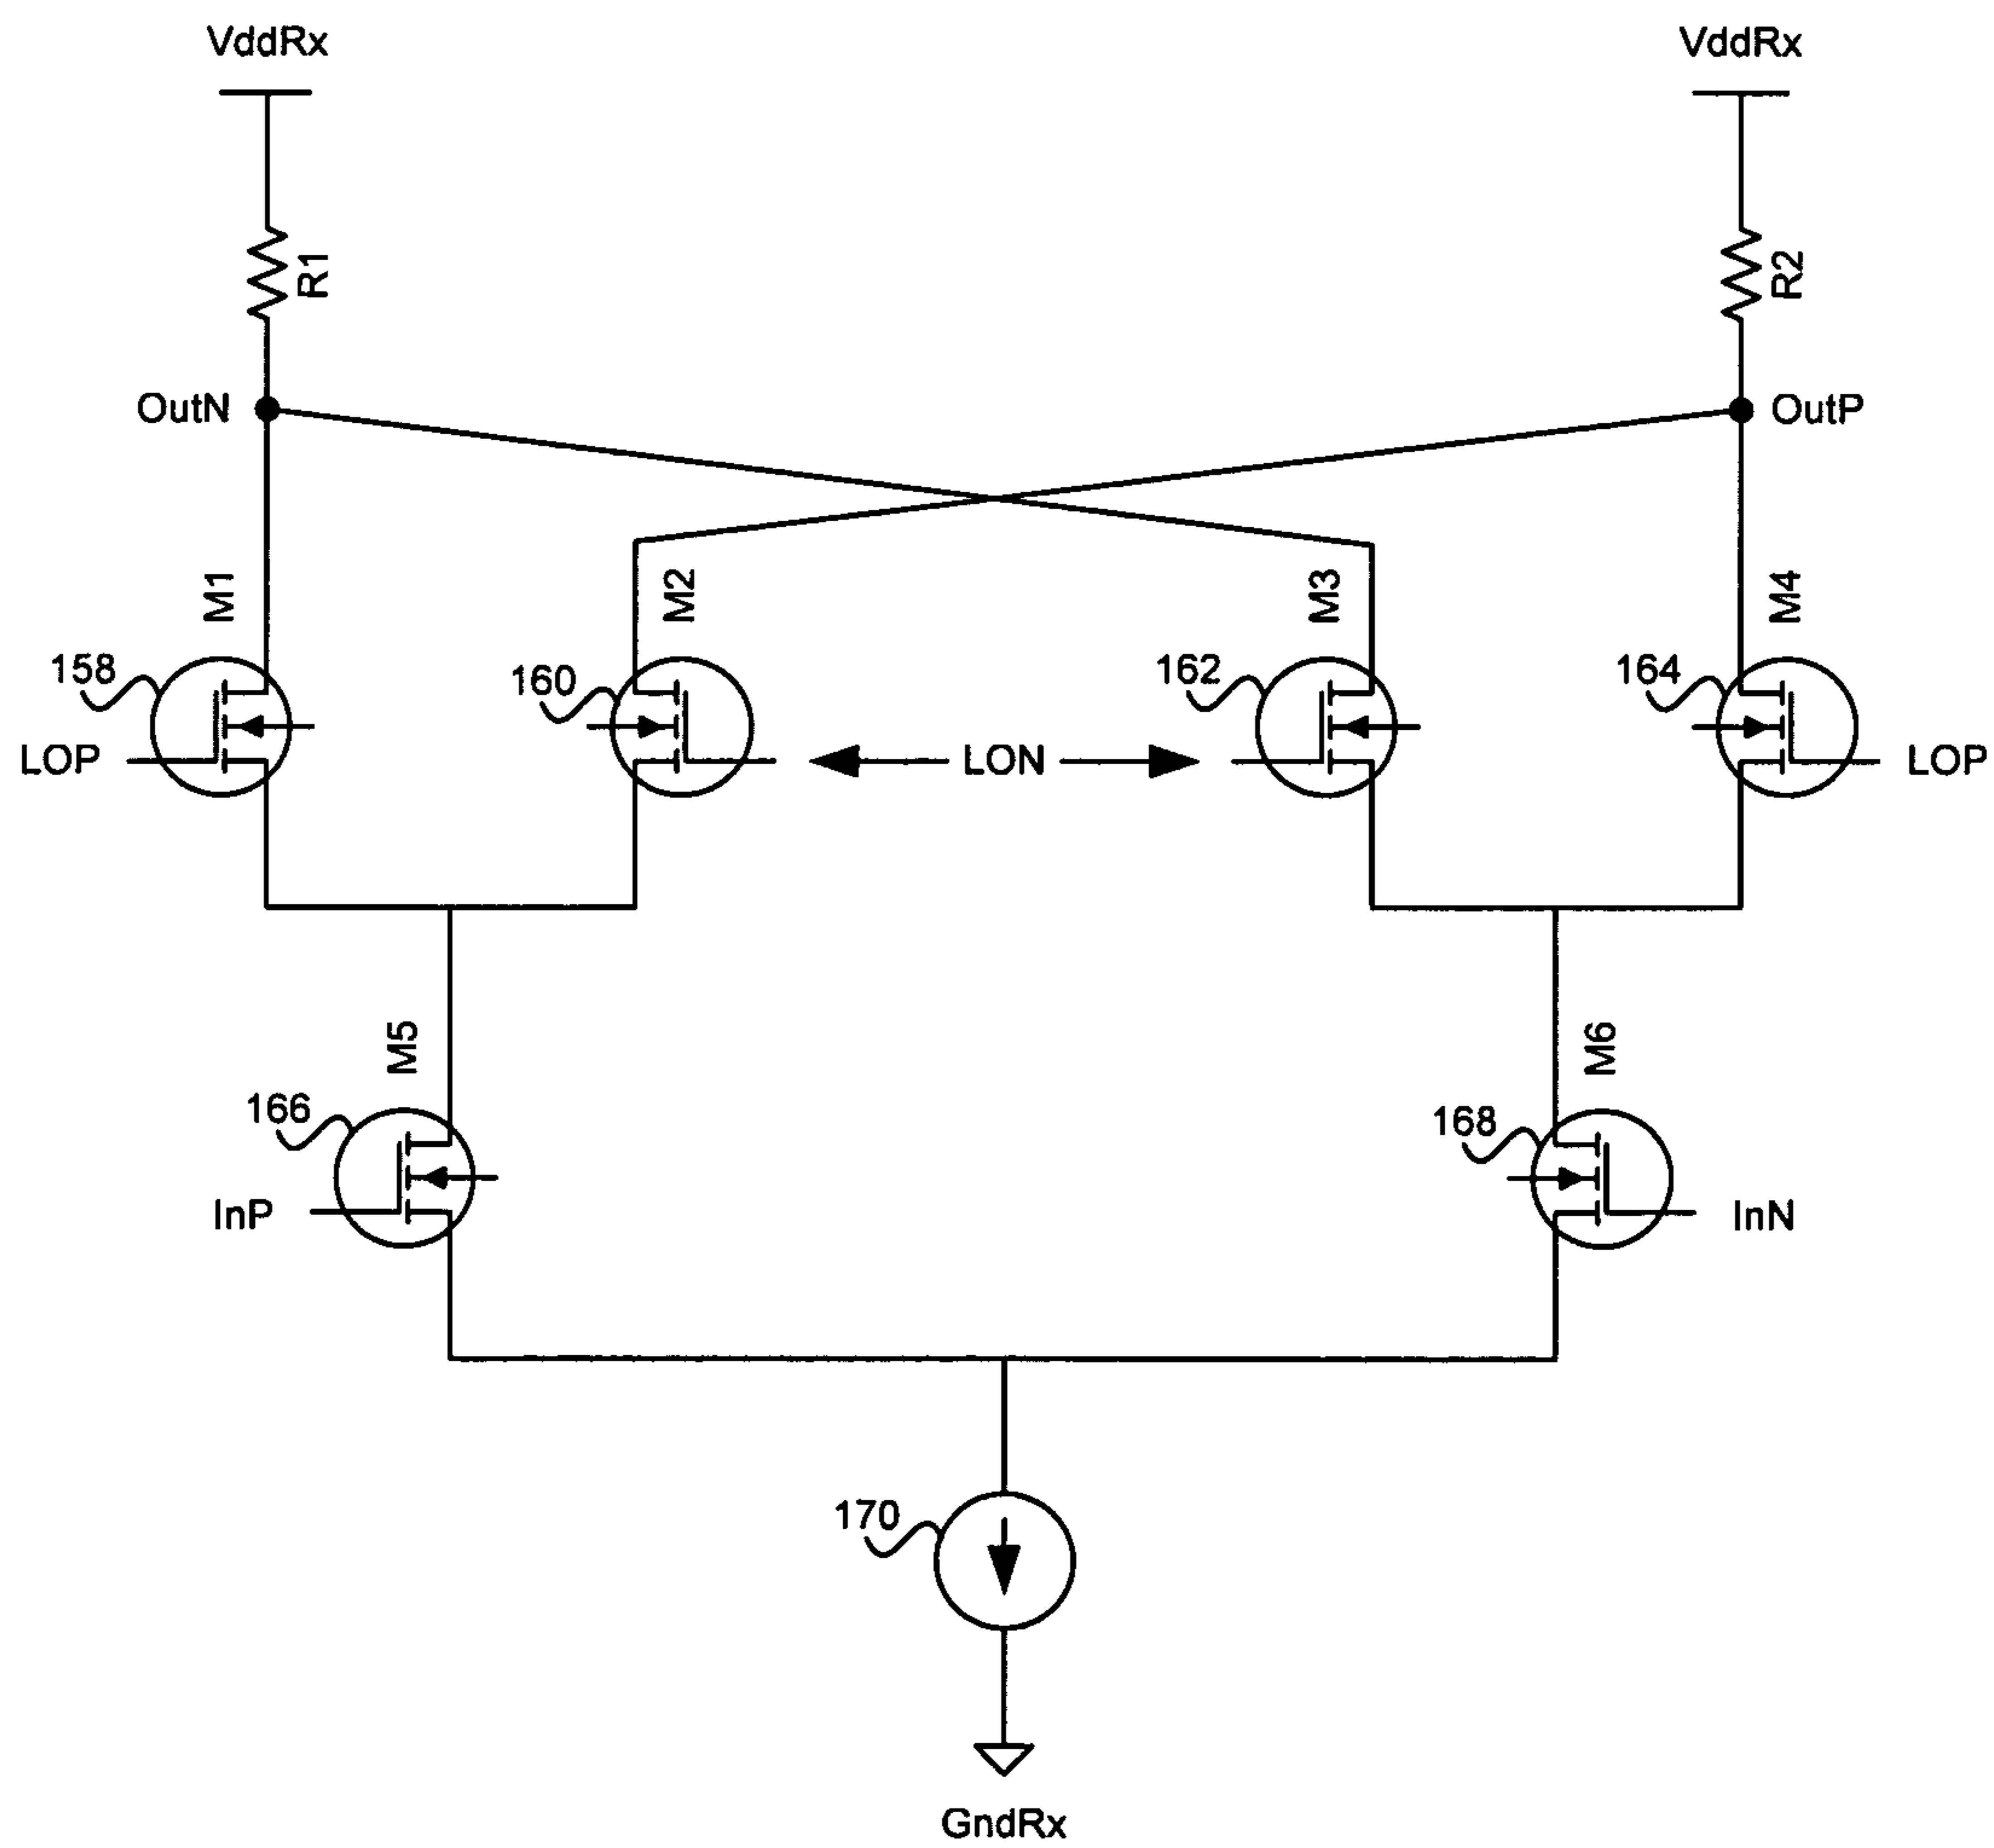 VddRx
VddRx
R1
R2
OutN
OutP
M1
M2
M3
M4
158
160
162
164
LOP
LON
LOP
M5
M6
166
168
InP
InN
170
GndRx